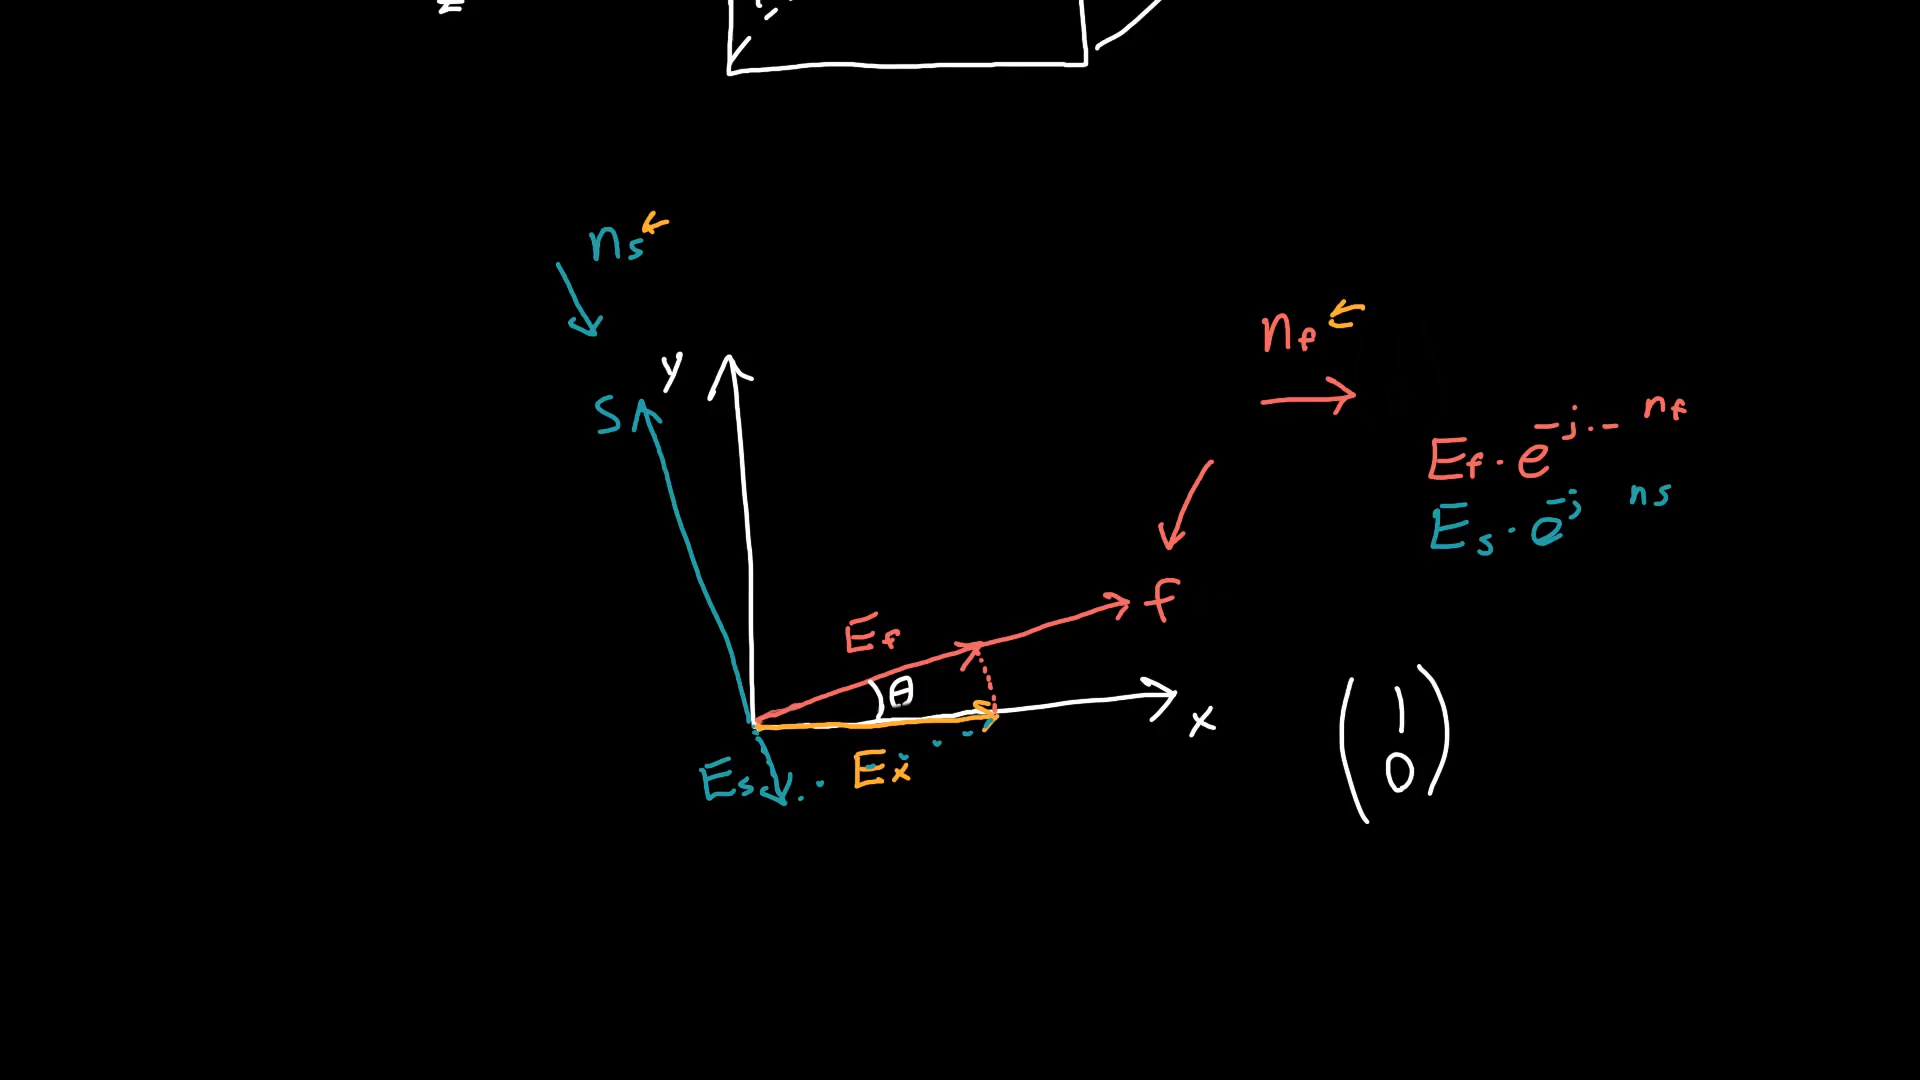 z
ns
nf
y
S
Ef · e^-j.-  nf
Es · e^-j  ns
f
Ef
θ
x
Es
Ex
(1
0)